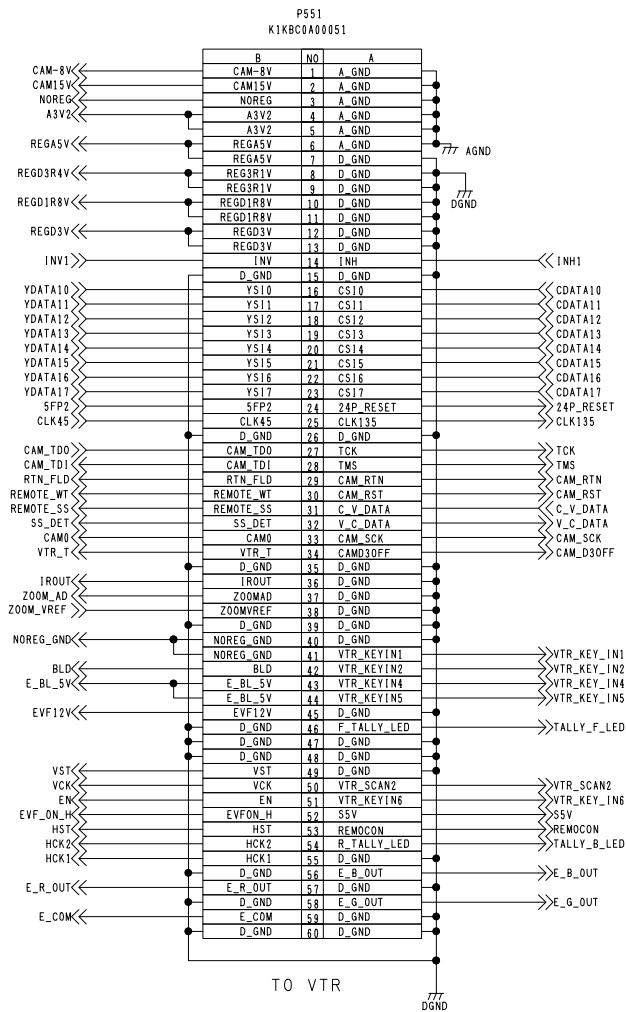 P551
K1KBC0A00051
B NO A
CAM-8V CAM-8V 1 A_GND
CAM15V CAM15V 2 A_GND
NOREG NOREG 3 A_GND
A3V2 A3V2 4 A_GND
A3V2 5 A_GND
REGA5V REGA5V 6 A_GND AGND
REGA5V 7 D_GND
REGD3R4V REG3R1V 8 D_GND
REG3R1V 9 D_GND DGND
REGD1R8V REGD1R8V 10 D_GND
REGD1R8V 11 D_GND
REGD3V REGD3V 12 D_GND
REGD3V 13 D_GND
INV1 INV 14 INH INH1
D_GND 15 D_GND
YDATA10 YSI0 16 CSI0 CDATA10
YDATA11 YSI1 17 CSI1 CDATA11
YDATA12 YSI2 18 CSI2 CDATA12
YDATA13 YSI3 19 CSI3 CDATA13
YDATA14 YSI4 20 CSI4 CDATA14
YDATA15 YSI5 21 CSI5 CDATA15
YDATA16 YSI6 22 CSI6 CDATA16
YDATA17 YSI7 23 CSI7 CDATA17
5FP2 5FP2 24 24P_RESET 24P_RESET
CLK45 CLK45 25 CLK135 CLK135
D_GND 26 D_GND
CAM_TDO CAM_TDO 27 TCK TCK
CAM_TDI CAM_TDI 28 TMS TMS
RTN_FLD RTN_FLD 29 CAM_RTN CAM_RTN
REMOTE_WT REMOTE_WT 30 CAM_RST CAM_RST
REMOTE_SS REMOTE_SS 31 C_V_DATA C_V_DATA
SS_DET SS_DET 32 V_C_DATA V_C_DATA
CAM0 CAM0 33 CAM_SCK CAM_SCK
VTR_T VTR_T 34 CAMD3OFF CAM_D3OFF
D_GND 35 D_GND
IROUT IROUT 36 D_GND
ZOOM_AD ZOOMAD 37 D_GND
ZOOM_VREF ZOOMVREF 38 D_GND
D_GND 39 D_GND
NOREG_GND NOREG_GND 40 D_GND
NOREG_GND 41 VTR_KEYIN1 VTR_KEY_IN1
BLD BLD 42 VTR_KEYIN2 VTR_KEY_IN2
E_BL_5V E_BL_5V 43 VTR_KEYIN4 VTR_KEY_IN4
E_BL_5V 44 VTR_KEYIN5 VTR_KEY_IN5
EVF12V EVF12V 45 D_GND
D_GND 46 F_TALLY_LED TALLY_F_LED
D_GND 47 D_GND
D_GND 48 D_GND
VST VST 49 D_GND
VCK VCK 50 VTR_SCAN2 VTR_SCAN2
EN EN 51 VTR_KEYIN6 VTR_KEY_IN6
EVF_ON_H EVFON_H 52 S5V S5V
HST HST 53 REMOCON REMOCON
HCK2 HCK2 54 R_TALLY_LED TALLY_B_LED
HCK1 HCK1 55 D_GND
D_GND 56 E_B_OUT E_B_OUT
E_R_OUT E_R_OUT 57 D_GND
D_GND 58 E_G_OUT E_G_OUT
E_COM E_COM 59 D_GND
D_GND 60 D_GND
TO VTR
DGND